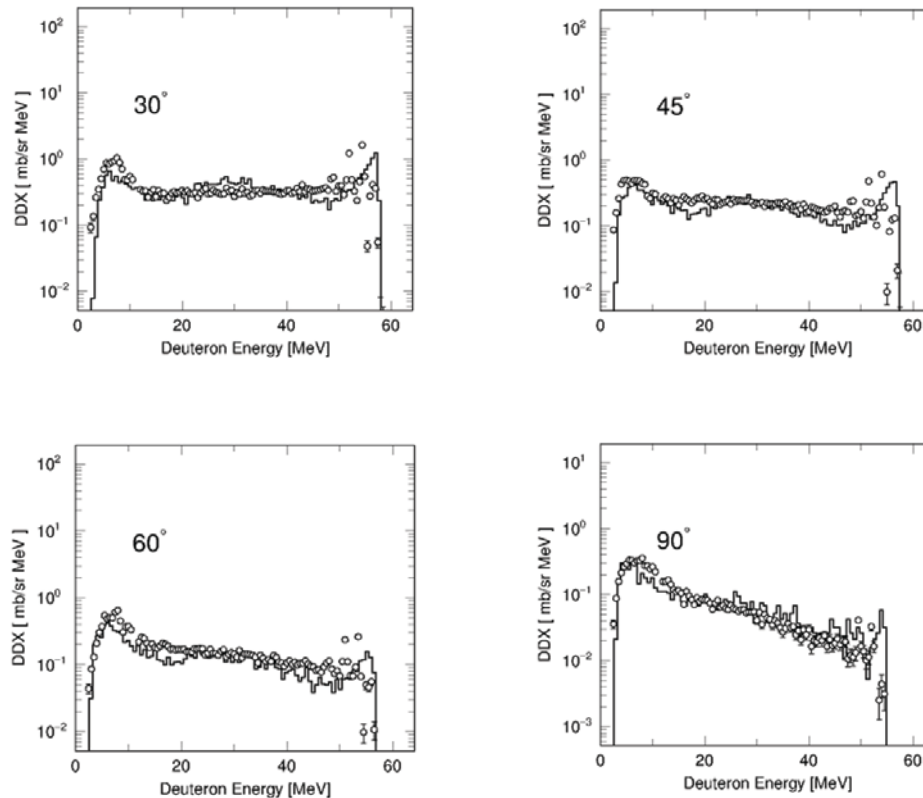 10²
10¹
10⁰
10⁻¹
10⁻²
DDX [ mb/sr MeV ]
30°
0 20 40 60
Deuteron Energy [MeV]
10²
10¹
10⁰
10⁻¹
10⁻²
DDX [ mb/sr MeV ]
45°
0 20 40 60
Deuteron Energy [MeV]
10²
10¹
10⁰
10⁻¹
10⁻²
DDX [ mb/sr MeV ]
60°
0 20 40 60
Deuteron Energy [MeV]
10¹
10⁰
10⁻¹
10⁻²
10⁻³
DDX [ mb/sr MeV ]
90°
0 20 40 60
Deuteron Energy [MeV]